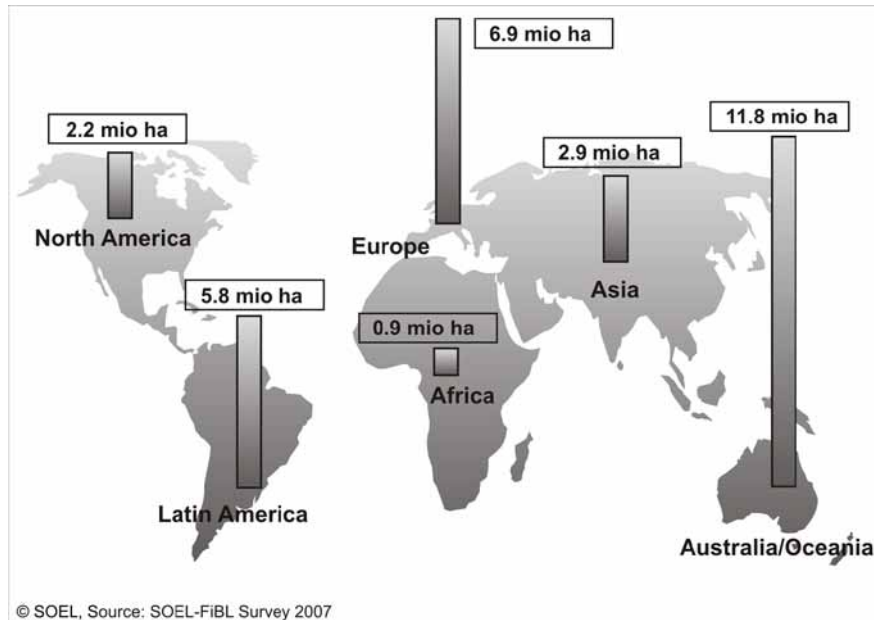 6.9 mio ha
11.8 mio ha
2.2 mio ha
2.9 mio ha
North America
Europe
Asia
5.8 mio ha
0.9 mio ha
Africa
Latin America
Australia/Oceania
© SOEL, Source: SOEL-FiBL Survey 2007